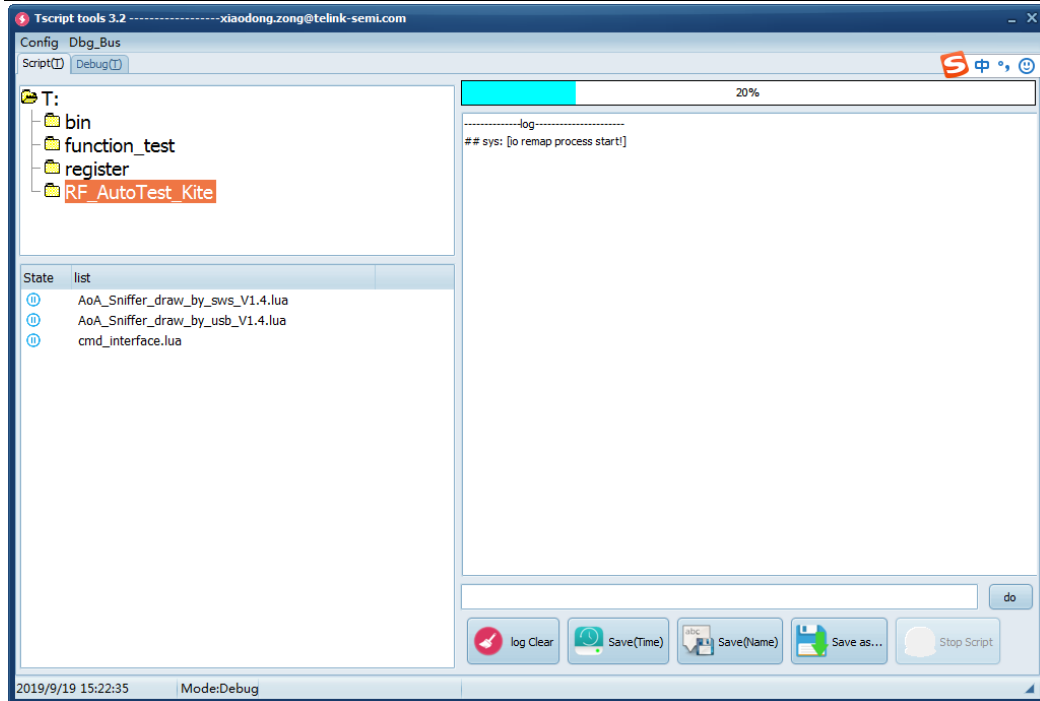 Tscript tools 3.2 ------------------xiaodong.zong@telink-semi.com
Config Dbg_Bus
Script(T) Debug(T)
S 中 °,
T:
bin
function_test
register
RF_AutoTest_Kite
20%
--------------log----------------------
## sys: [io remap process start!]
State list
AoA_Sniffer_draw_by_sws_V1.4.lua
AoA_Sniffer_draw_by_usb_V1.4.lua
cmd_interface.lua
do
log Clear
Save(Time)
abc
Save(Name)
Save as...
Stop Script
2019/9/19 15:22:35 Mode:Debug